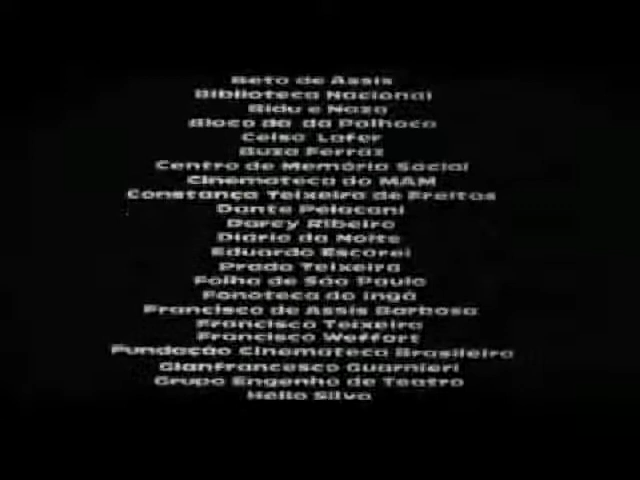 Beto de Assis
Biblioteca Nacional
Bidu e Naza
Bloco da da Palhoca
Celso Lafer
Buza Ferraz
Centro de Memória Social
Cinemateca do MAM
Constança Teixeira de Freitas
Dante Pelacani
Darcy Ribeiro
Diário da Noite
Eduardo Escorel
Prado Teixeira
Folha de São Paulo
Fonoteca do Ingá
Francisco de Assis Barbosa
Francisco Teixeira
Francisco Weffort
Fundação Cinemateca Brasileira
Gianfrancesco Guarnieri
Grupo Engenho de Teatro
Hélio Silva